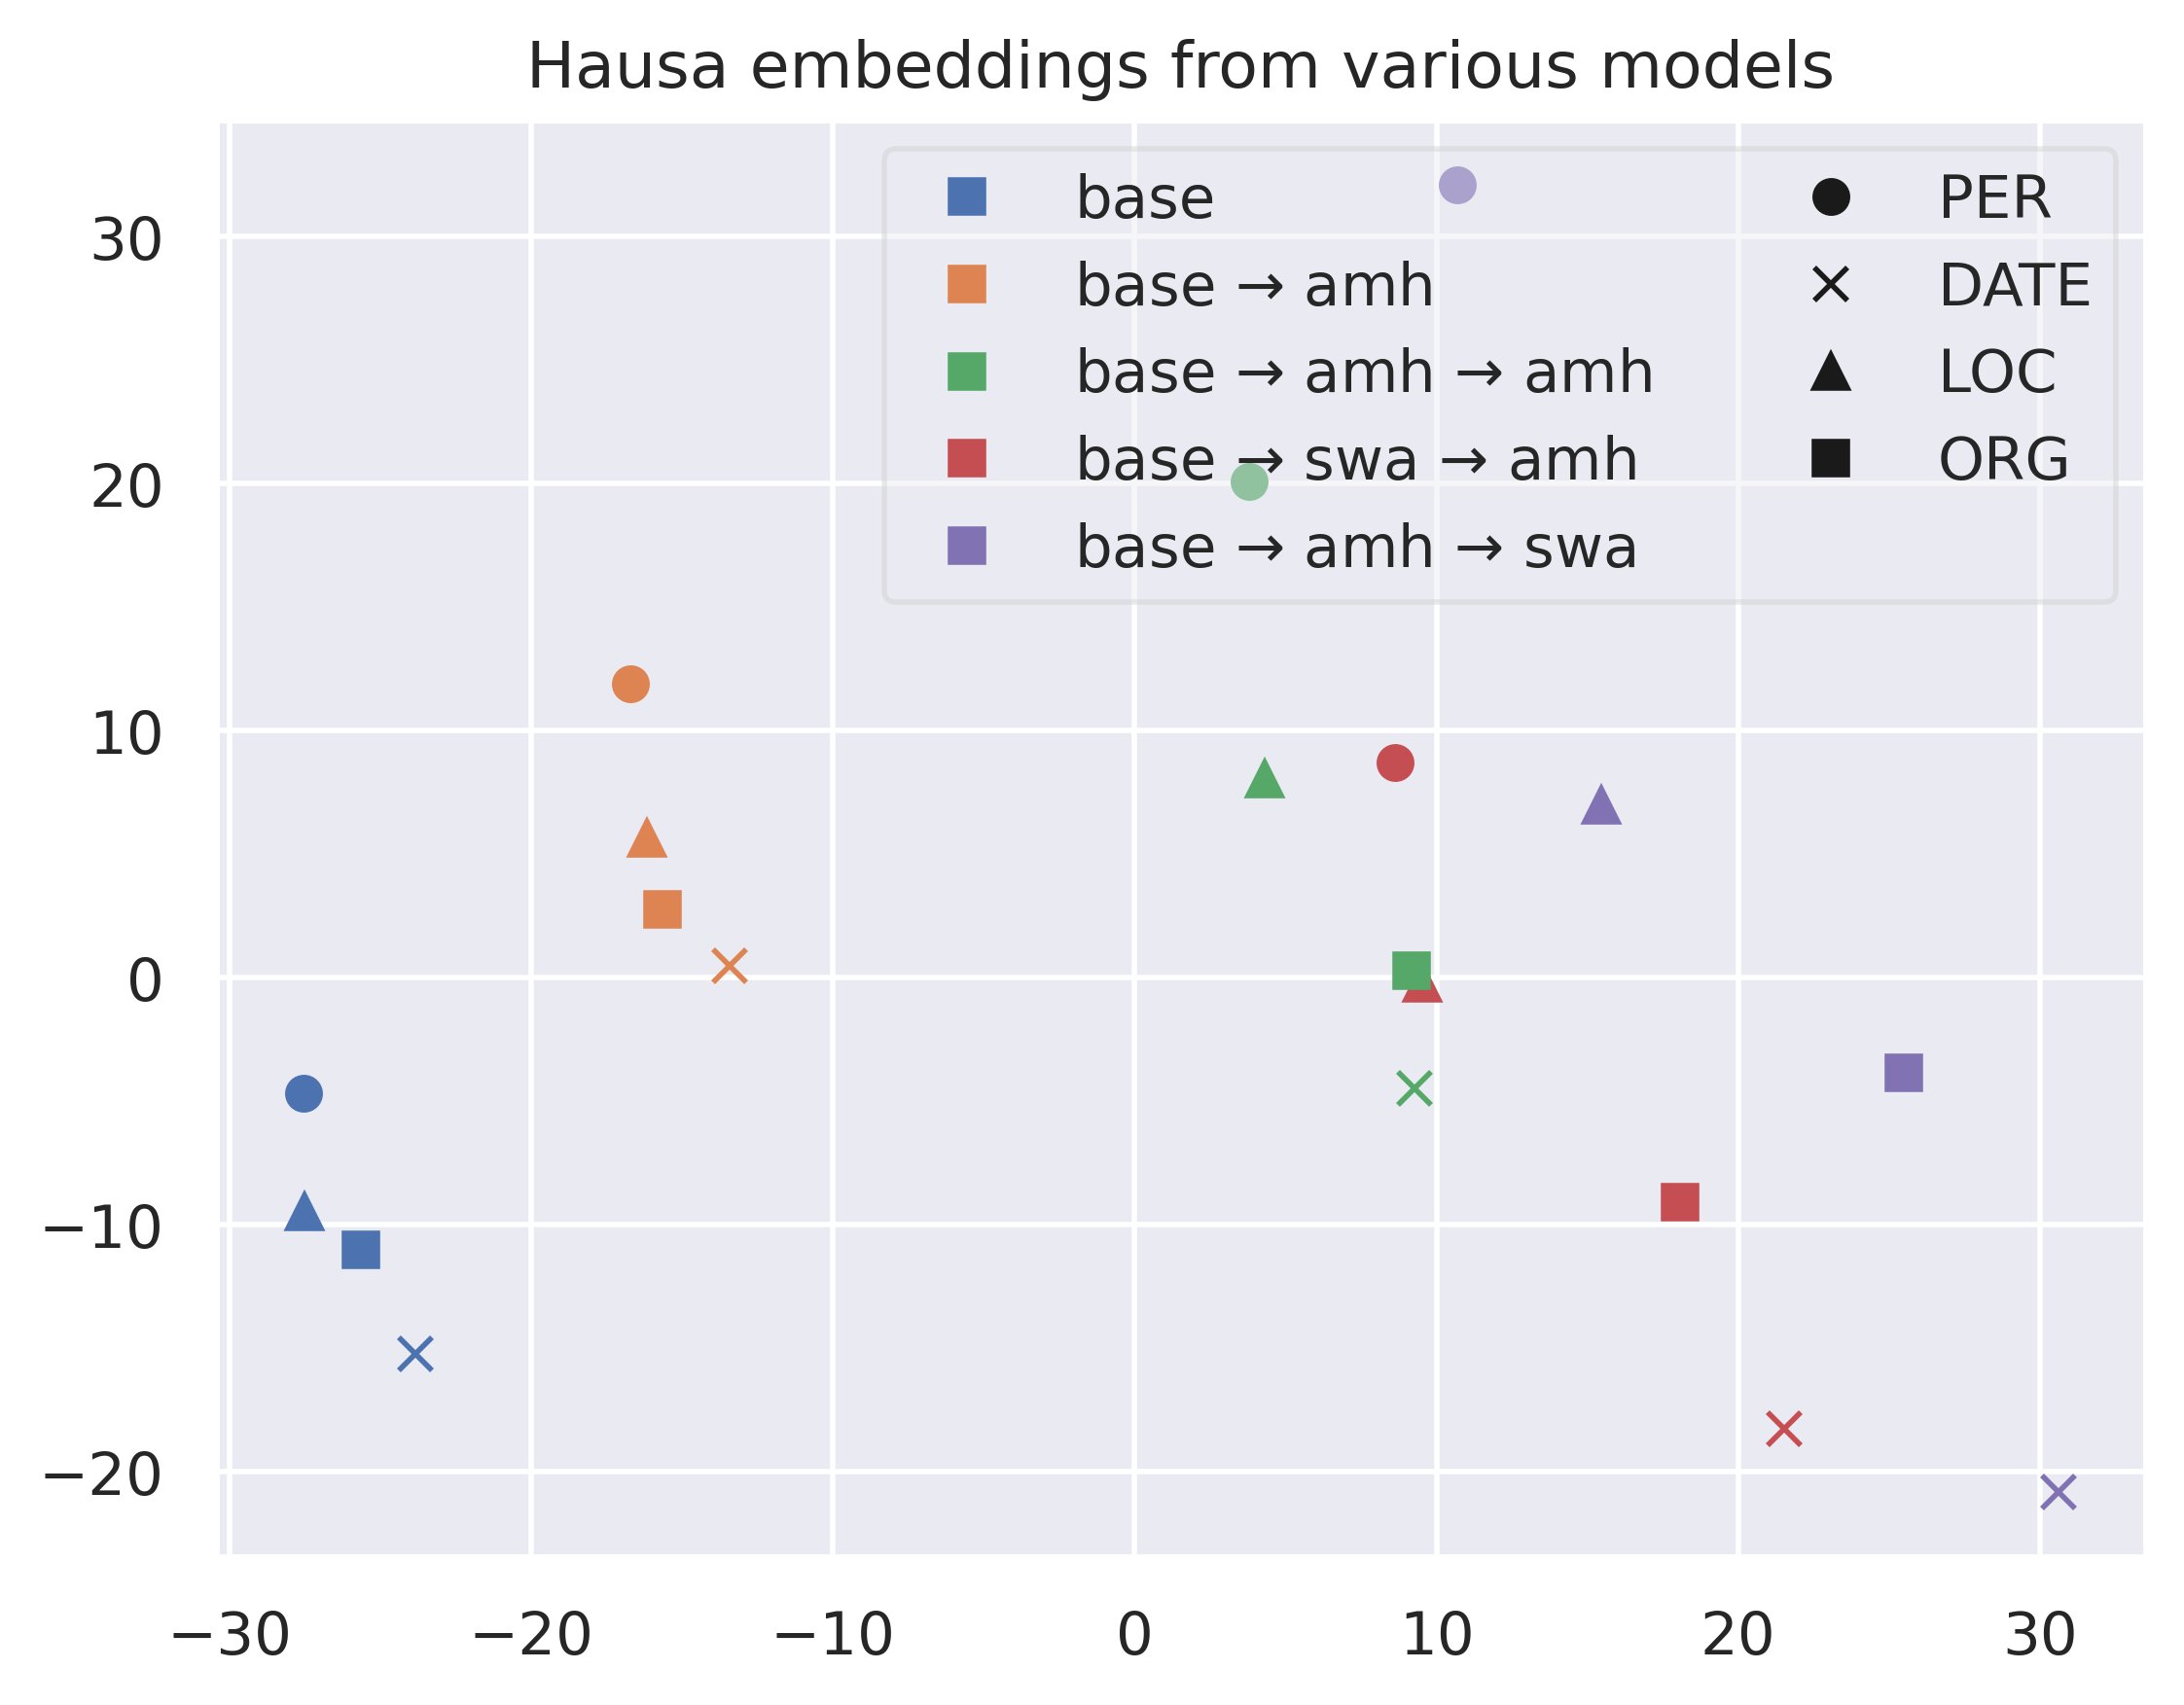 Hausa embeddings from various models
base
base → amh
base → amh → amh
base → swa → amh
base → amh → swa
PER
DATE
LOC
ORG
30
20
10
0
−10
−20
−30 −20 −10 0 10 20 30